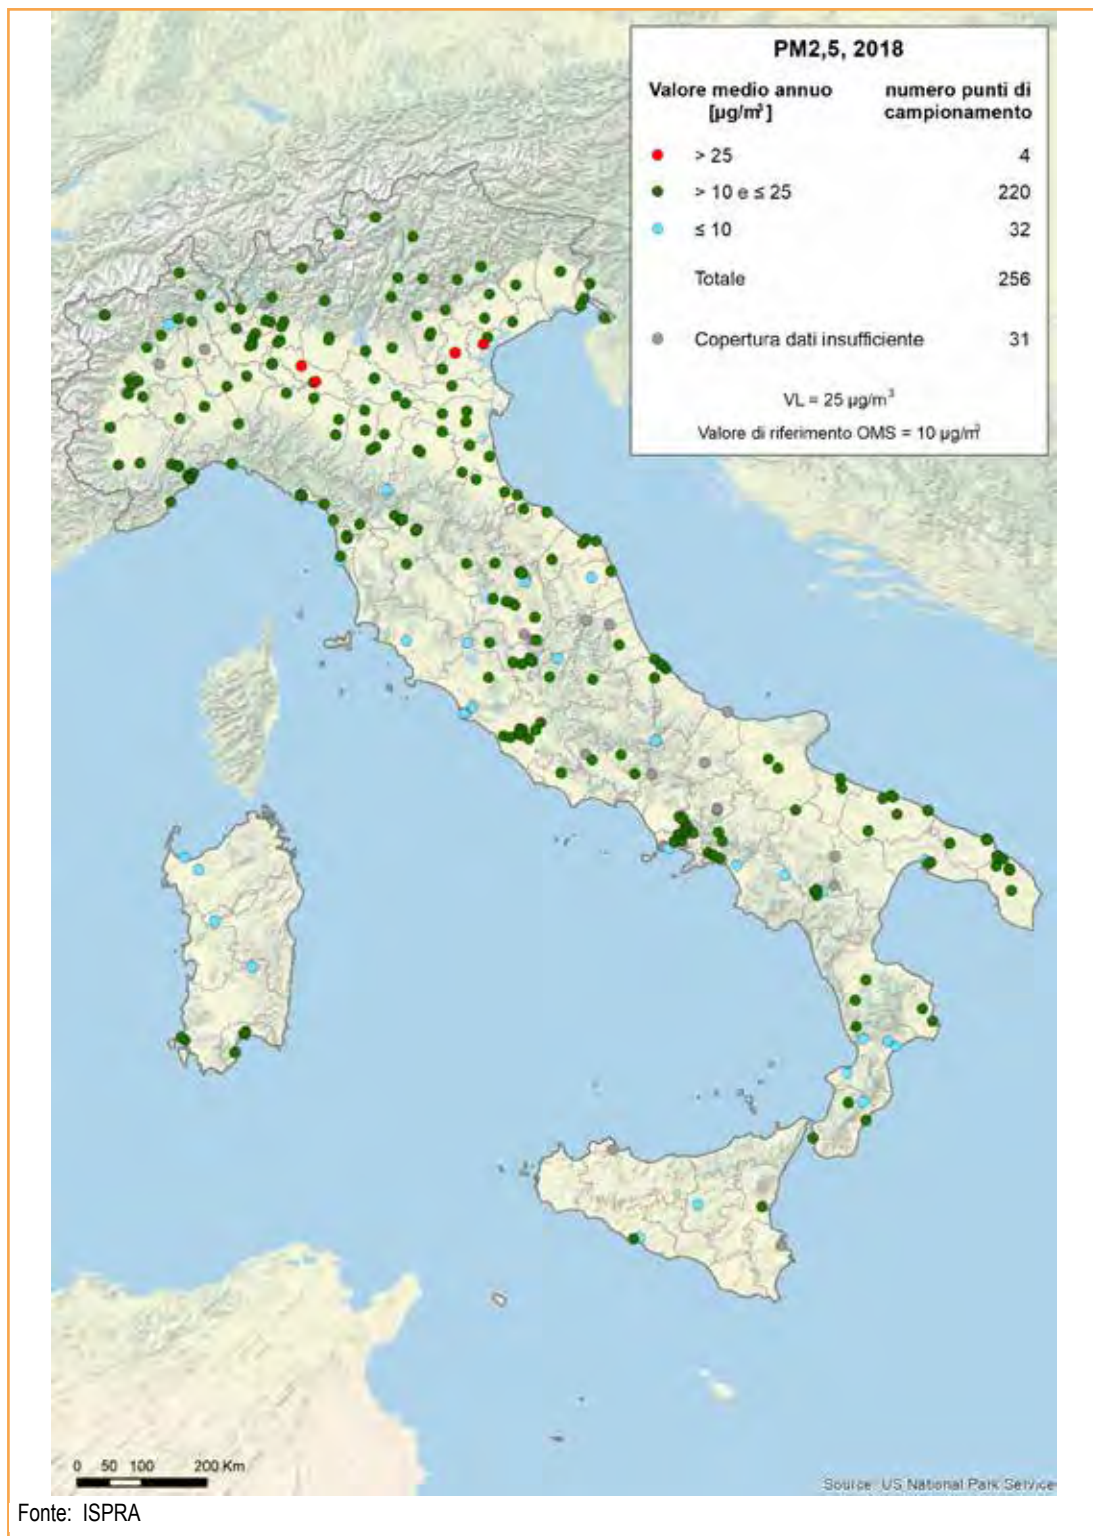 PM2,5, 2018
Valore medio annuo numero punti di
[µg/m³] campionamento
> 25 4
> 10 e ≤ 25 220
≤ 10 32
Totale 256
Copertura dati insufficiente 31
VL = 25 µg/m³
Valore di riferimento OMS = 10 µg/m³
0 50 100 200 Km
Source: US National Park Service
Fonte: ISPRA